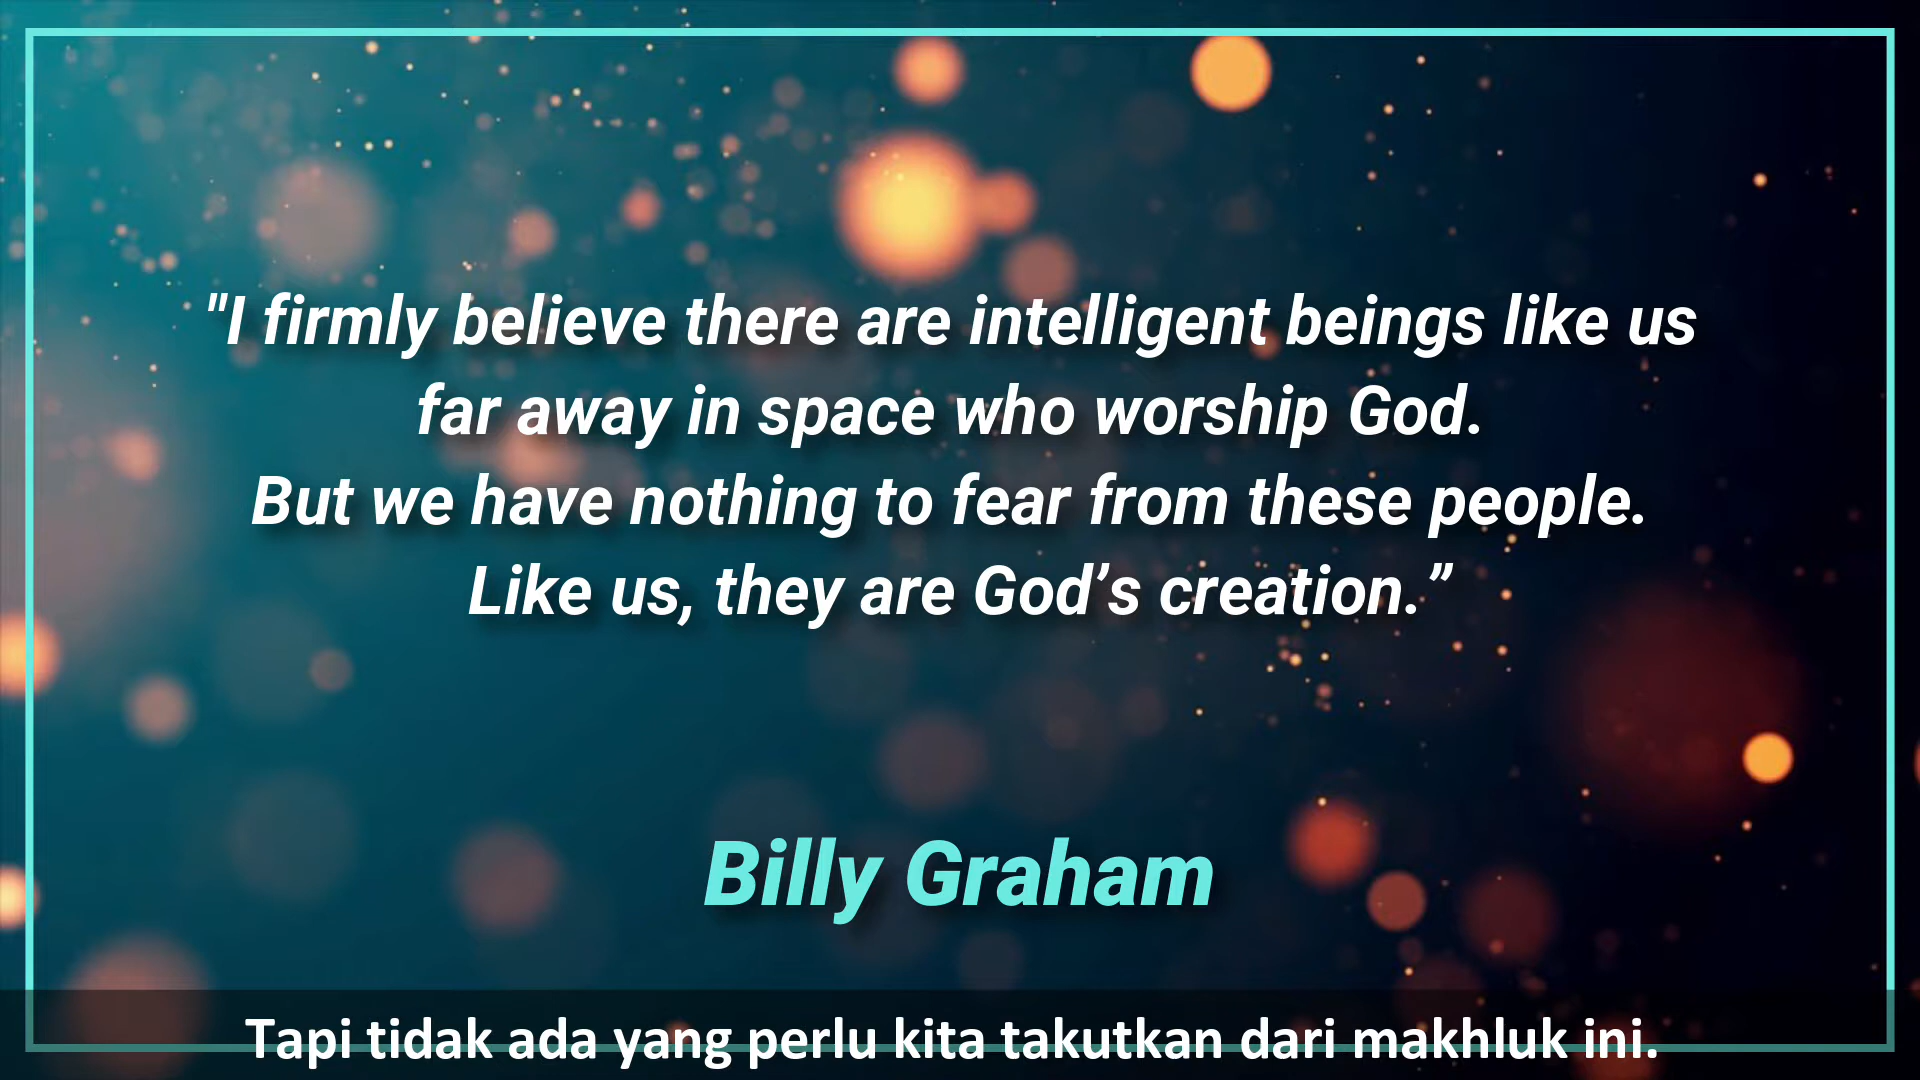 "I firmly believe there are intelligent beings like us
far away in space who worship God.
But we have nothing to fear from these people.
Like us, they are God’s creation.”
Billy Graham
Tapi tidak ada yang perlu kita takutkan dari makhluk ini.